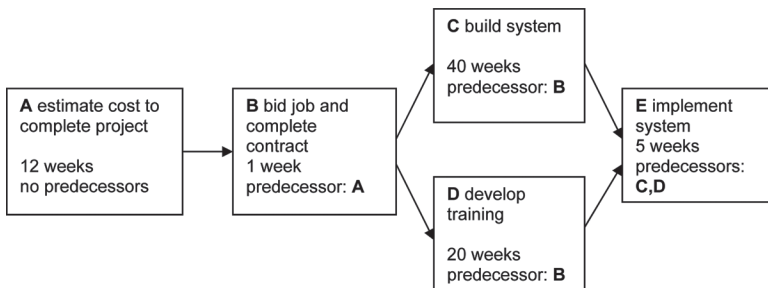 A estimate cost to
complete project
12 weeks
no predecessors
B bid job and
complete
contract
1 week
predecessor: A
C build system
40 weeks
predecessor: B
D develop
training
20 weeks
predecessor: B
E implement
system
5 weeks
predecessors:
C,D